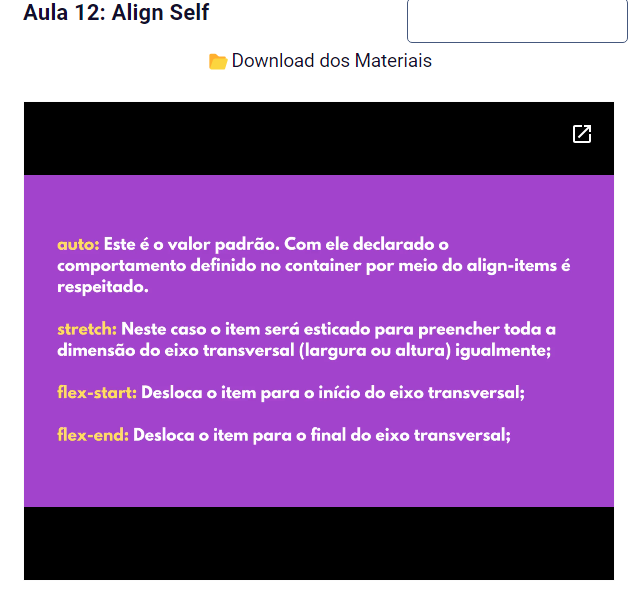 Aula 12: Align Self
Download dos Materiais
auto: Este é o valor padrão. Com ele declarado o
comportamento definido no container por meio do align-items é
respeitado.
stretch: Neste caso o item será esticado para preencher toda a
dimensão do eixo transversal (largura ou altura) igualmente;
flex-start: Desloca o item para o início do eixo transversal;
flex-end: Desloca o item para o final do eixo transversal;